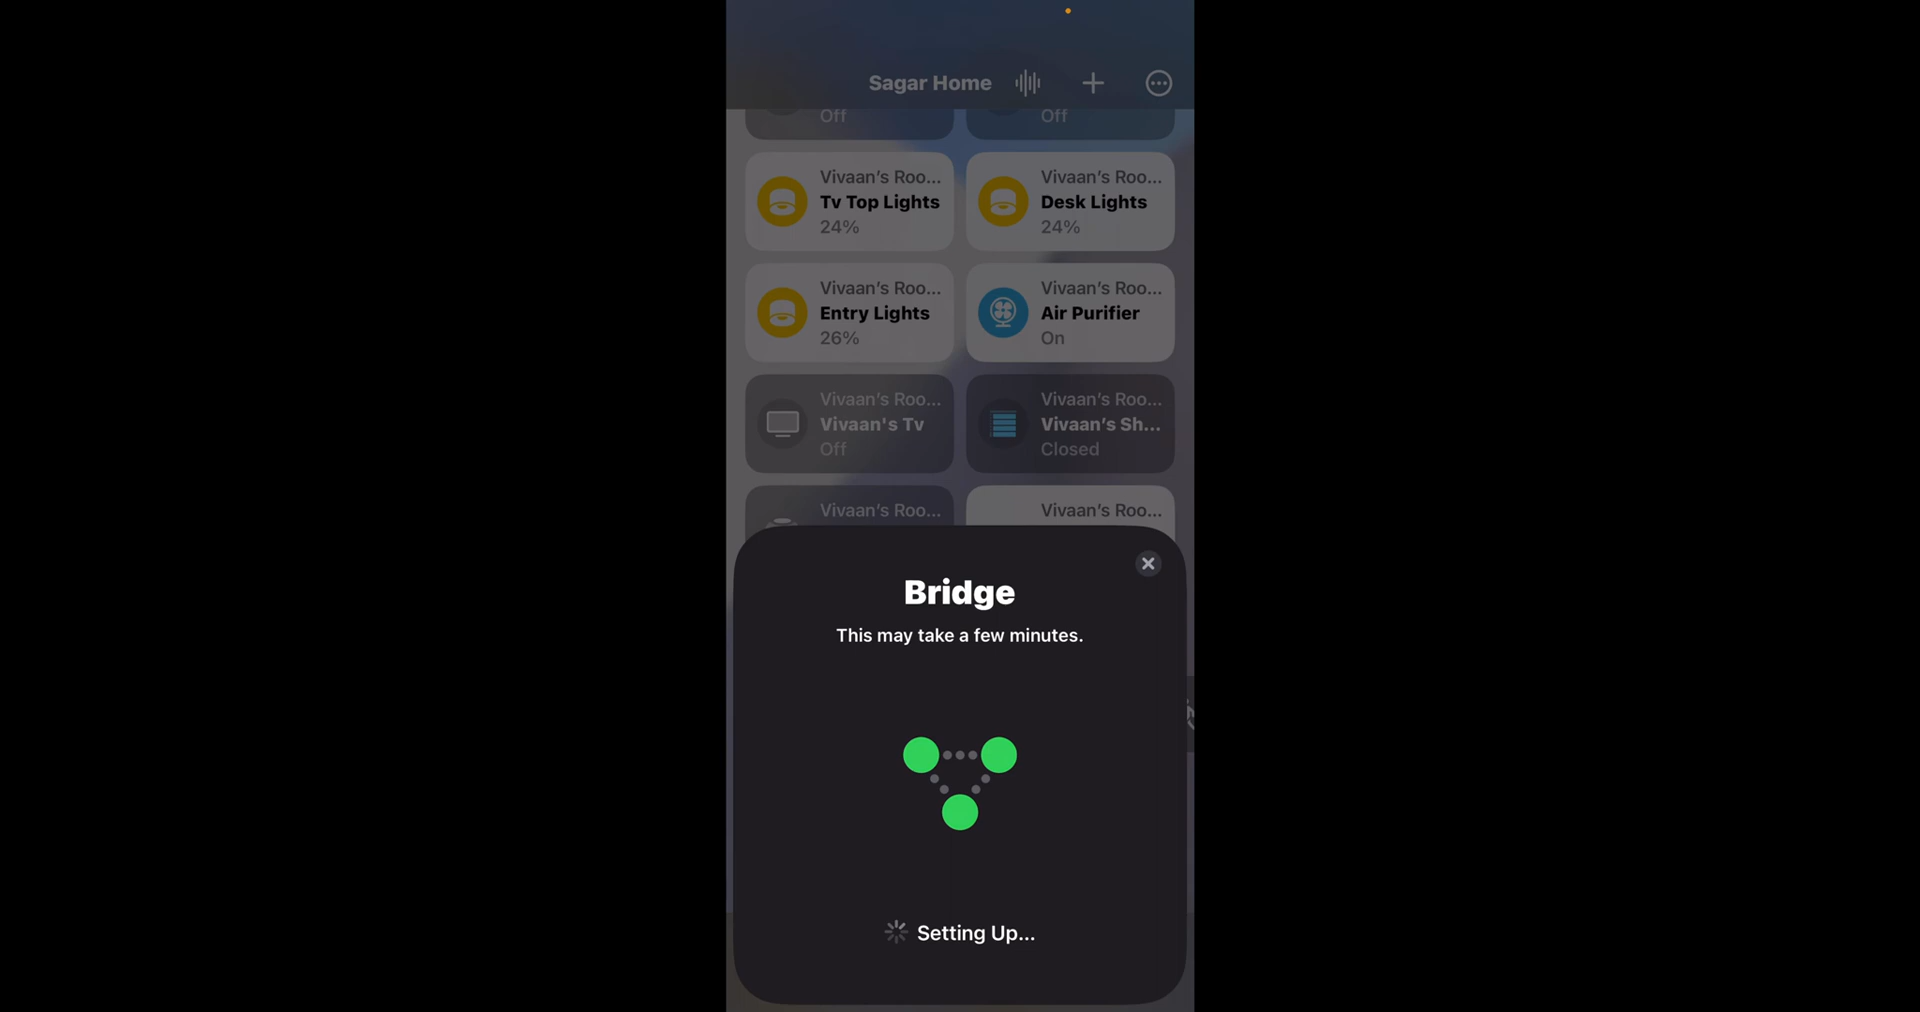 Sagar Home
Off
Off
Vivaan's Roo...
Tv Top Lights
24%
Vivaan's Roo...
Desk Lights
24%
Vivaan's Roo...
Entry Lights
26%
Vivaan's Roo...
Air Purifier
On
Vivaan's Roo...
Vivaan's Tv
Off
Vivaan's Roo...
Vivaan's Sh...
Closed
Vivaan's Roo...
Vivaan's Roo...
Bridge
This may take a few minutes.
Setting Up...